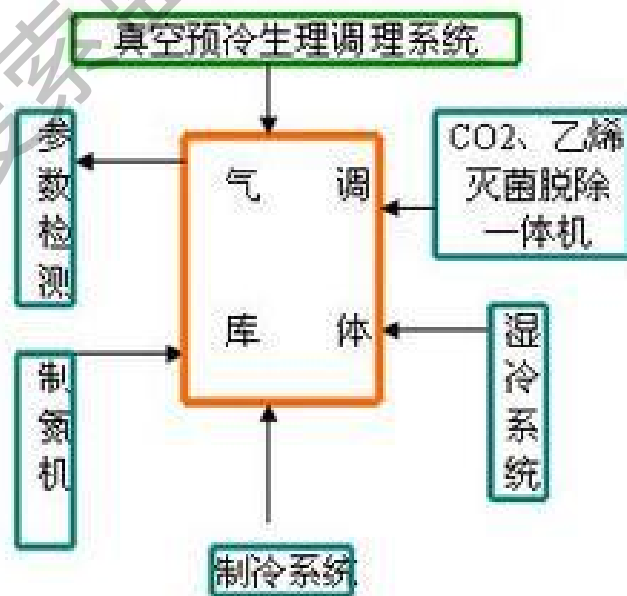 真空预冷生理调理系统
参数检测
气调
库体
CO2、乙烯
灭菌脱除
一体机
制氮机
湿冷系统
制冷系统